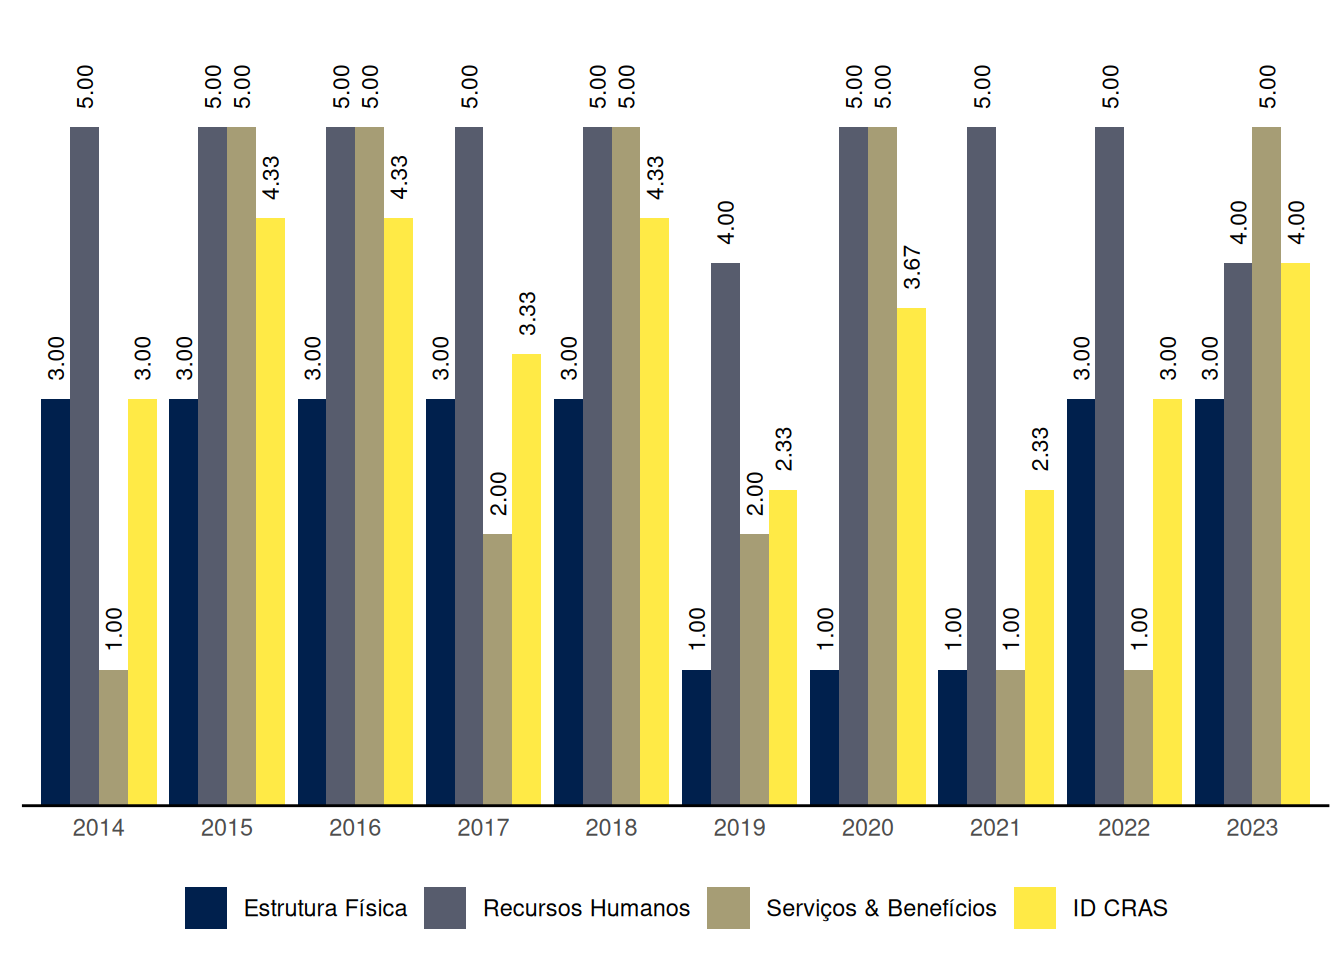 5.00 5.00 5.00 5.00 5.00 5.00 5.00 5.00 5.00 5.00 5.00 5.00 5.00
4.33 4.33 4.33
4.00 4.00 4.00
3.67
3.33
3.00 3.00 3.00 3.00 3.00 3.00 3.00 3.00 3.00
2.33 2.33
2.00 2.00
1.00 1.00 1.00 1.00 1.00 1.00
2014 2015 2016 2017 2018 2019 2020 2021 2022 2023
Estrutura Física Recursos Humanos Serviços & Benefícios ID CRAS